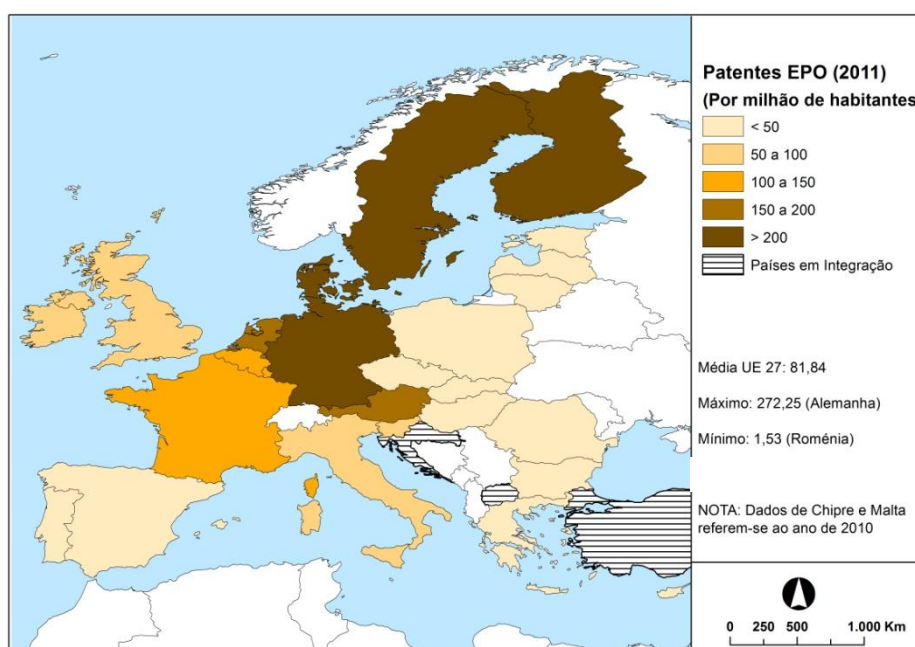 Patentes EPO (2011)
(Por milhão de habitantes
< 50
50 a 100
100 a 150
150 a 200
> 200
Países em Integração
Média UE 27: 81,84
Máximo: 272,25 (Alemanha)
Mínimo: 1,53 (Roménia)
NOTA: Dados de Chipre e Malta
referem-se ao ano de 2010
0 250 500 1.000 Km